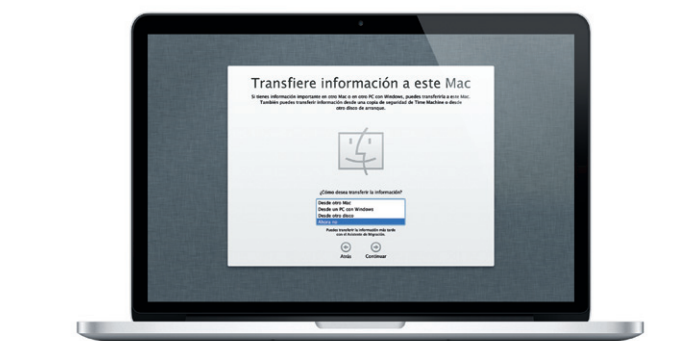 Transfiere información a este Mac
Si tienes información importante en otro Mac o en otro PC con Windows, puedes transferirla a este Mac.
También puedes transferir información desde una copia de seguridad de Time Machine o desde
otro disco de arranque.
¿Cómo desea transferir la información?
Desde otro Mac
Desde un PC con Windows
Desde otro disco
Ahora no
Puedes transferir la información más tarde
con el Asistente de Migración.
Atrás Continuar